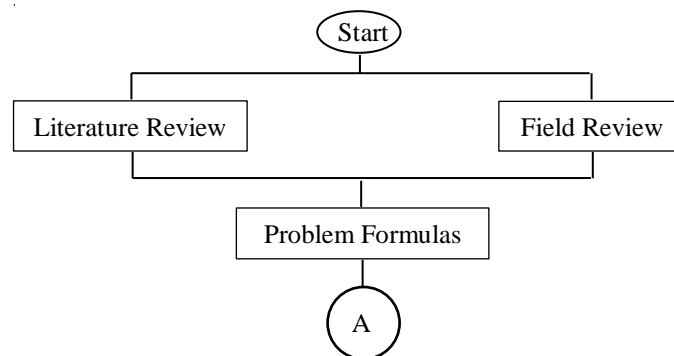 Start
Literature Review
Field Review
Problem Formulas
A